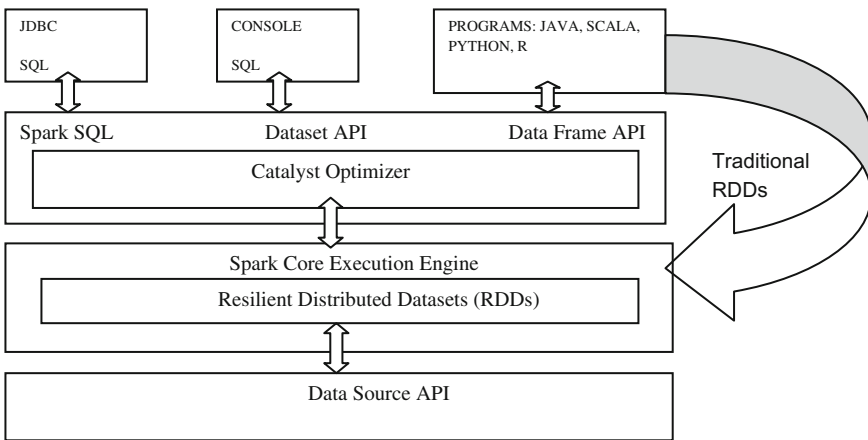 JDBC
SQL
CONSOLE
SQL
PROGRAMS: JAVA, SCALA,
PYTHON, R
Spark SQL
Dataset API
Data Frame API
Catalyst Optimizer
Traditional
RDDs
Spark Core Execution Engine
Resilient Distributed Datasets (RDDs)
Data Source API